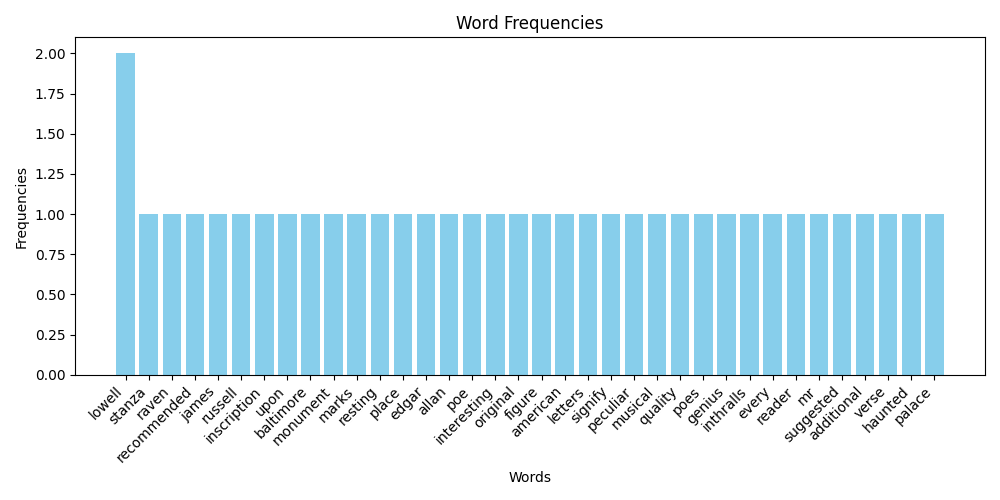 Word Frequencies
2.00
1.75
1.50
1.25
1.00
0.75
0.50
0.25
0.00
Frequencies
lowell
stanza
raven
recommended
james
russell
inscription
upon
baltimore
monument
marks
resting
place
edgar
allan
poe
interesting
original
figure
american
letters
signify
peculiar
musical
quality
poes
genius
inthralls
every
reader
mr
suggested
additional
verse
haunted
palace
Words